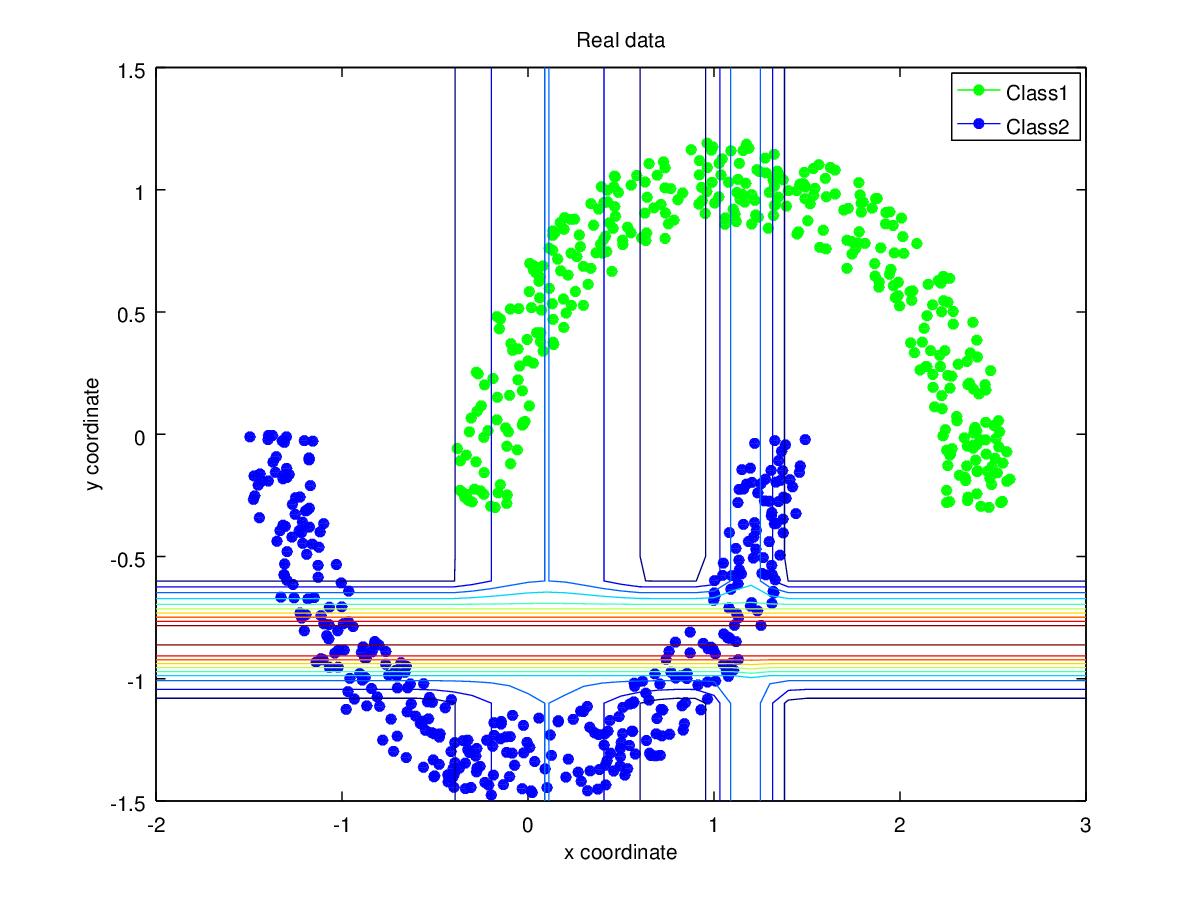 Real data
1.5
Class1
Class2
1
0.5
0
y coordinate
-0.5
-1
-1.5
-2
-1
0
1
2
3
x coordinate